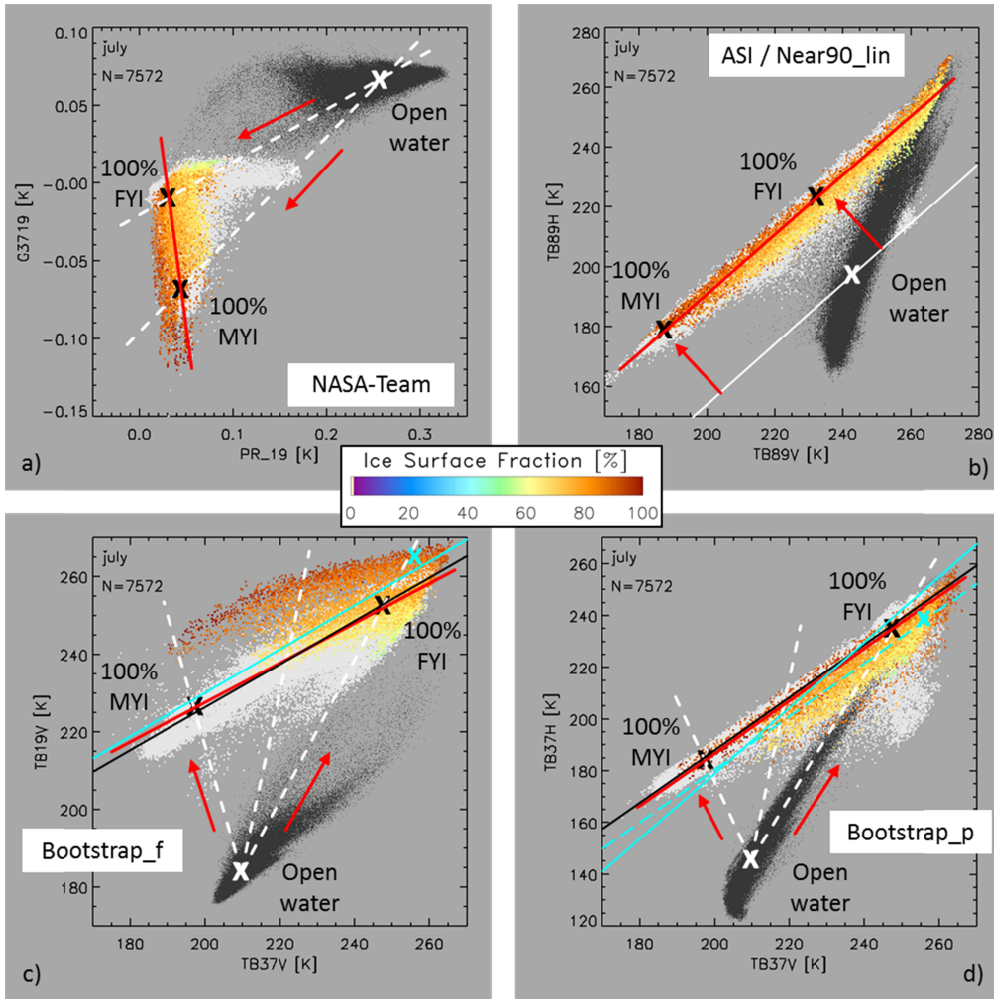 0.10
0.05
-0.00
-0.05
-0.10
-0.15
G3719 [K]
july
N=7572
Open
water
100%
FYI
100%
MYI
NASA-Team
0.0
0.1
0.2
0.3
PR_19 [K]
a)
280
260
240
220
200
180
160
TB89H [K]
july
N=7572
ASI / Near90_lin
100%
FYI
100%
MYI
Open
water
180
200
220
240
260
280
TB89V [K]
b)
Ice Surface Fraction [%]
0
20
40
60
80
100
260
240
220
200
180
TB19V [K]
july
N=7572
100%
MYI
100%
FYI
Bootstrap_f
Open
water
180
200
220
240
260
TB37V [K]
c)
280
260
240
220
200
180
160
140
120
TB37H [K]
july
N=7572
100%
FYI
100%
MYI
Bootstrap_p
Open
water
180
200
220
240
260
TB37V [K]
d)